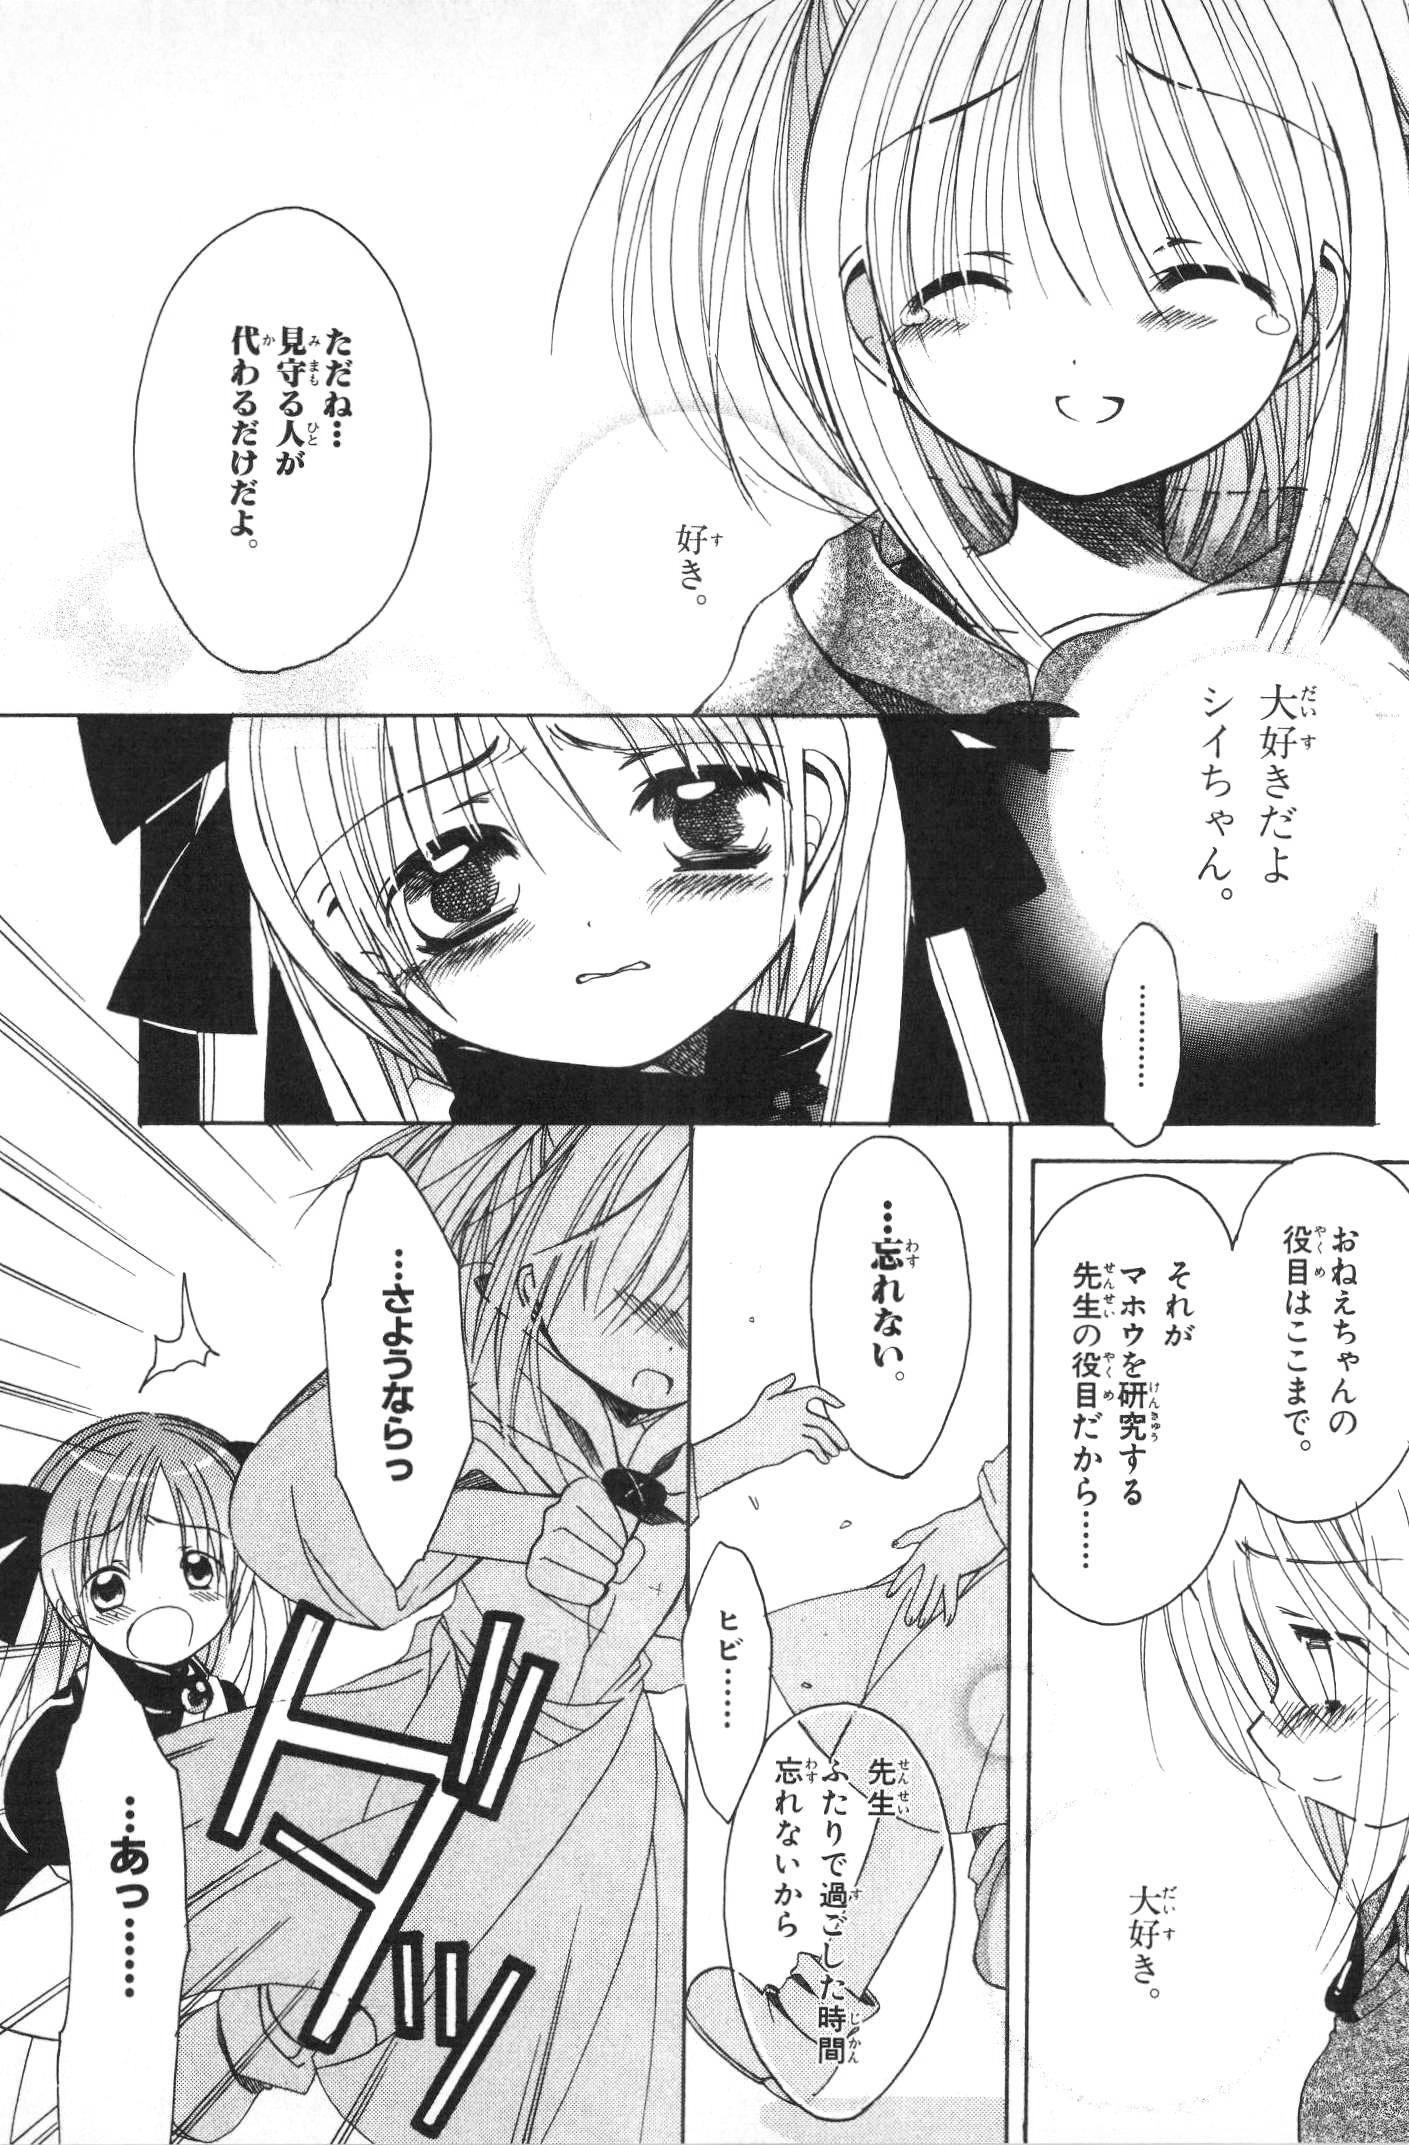 大好きだよ
シイちゃん。
好き。
ただね…
見守る人が
代わるだけだよ。
…………
おねえちゃんの
役目はここまで。
それが
マホウを研究する
先生の役目だから……
大好き。
…忘れない。
先生
ふたりで過ごした時間
忘れないから
ヒビ……
…さようならっ
ドンッ
…あっ……